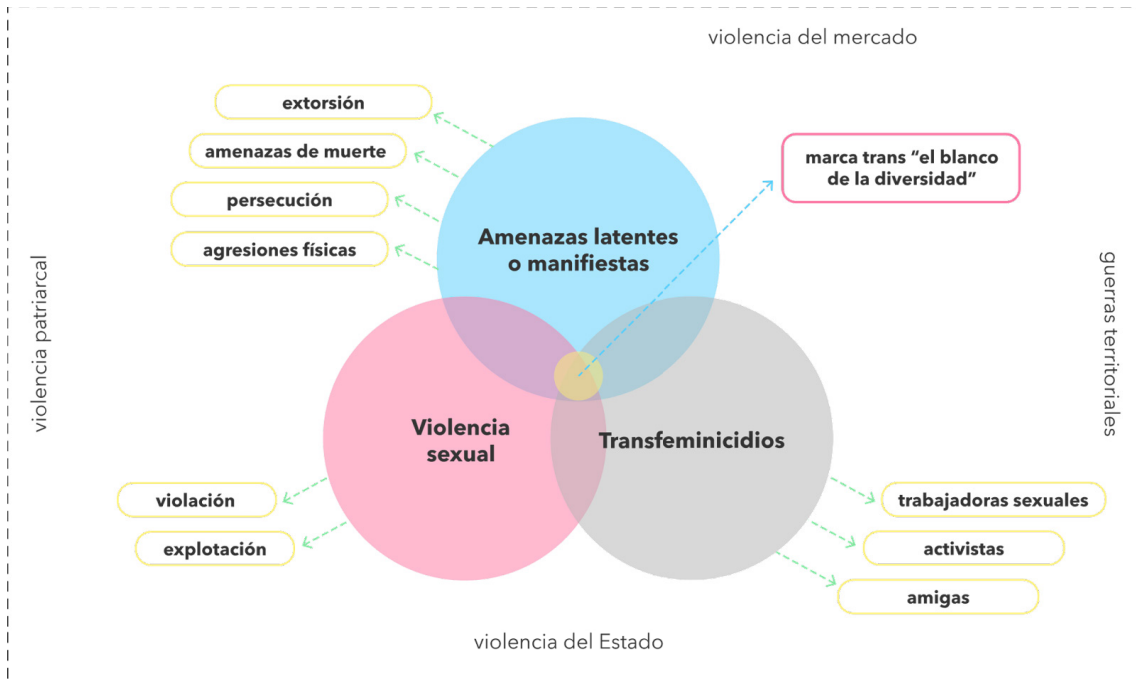 violencia del mercado
extorsión
amenazas de muerte
persecución
agresiones físicas
marca trans “el blanco
de la diversidad”
Amenazas latentes
o manifiestas
violencia patriarcal
guerras territoriales
Violencia
sexual
Transfeminicidios
violación
explotación
trabajadoras sexuales
activistas
amigas
violencia del Estado